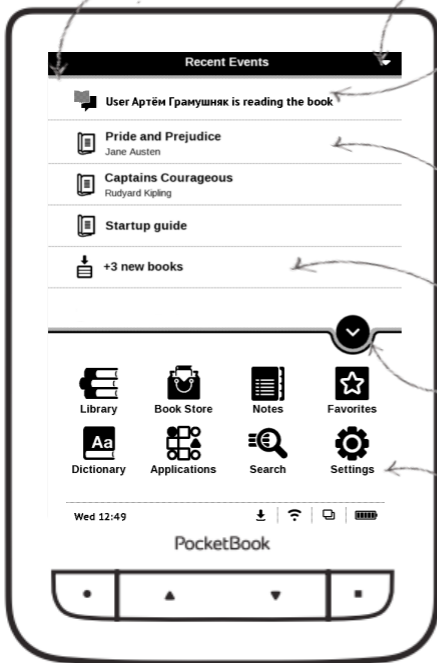 Recent Events
User Артём Грамушняк is reading the book
Pride and Prejudice
Jane Austen
Captains Courageous
Rudyard Kipling
Startup guide
+3 new books
Library Book Store Notes Favorites
Aa
Dictionary Applications Search Settings
Wed 12:49
PocketBook